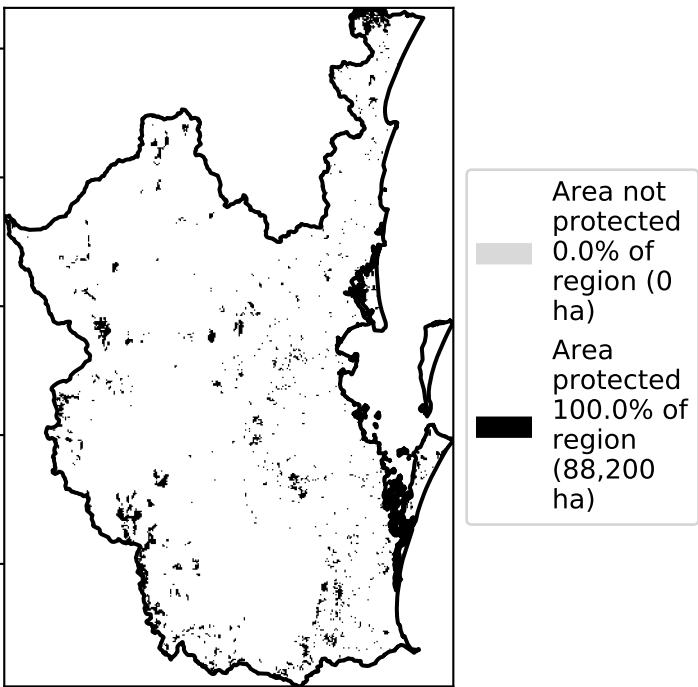 Area not
protected
0.0% of
region (0
ha)
Area
protected
100.0% of
region
(88,200
ha)